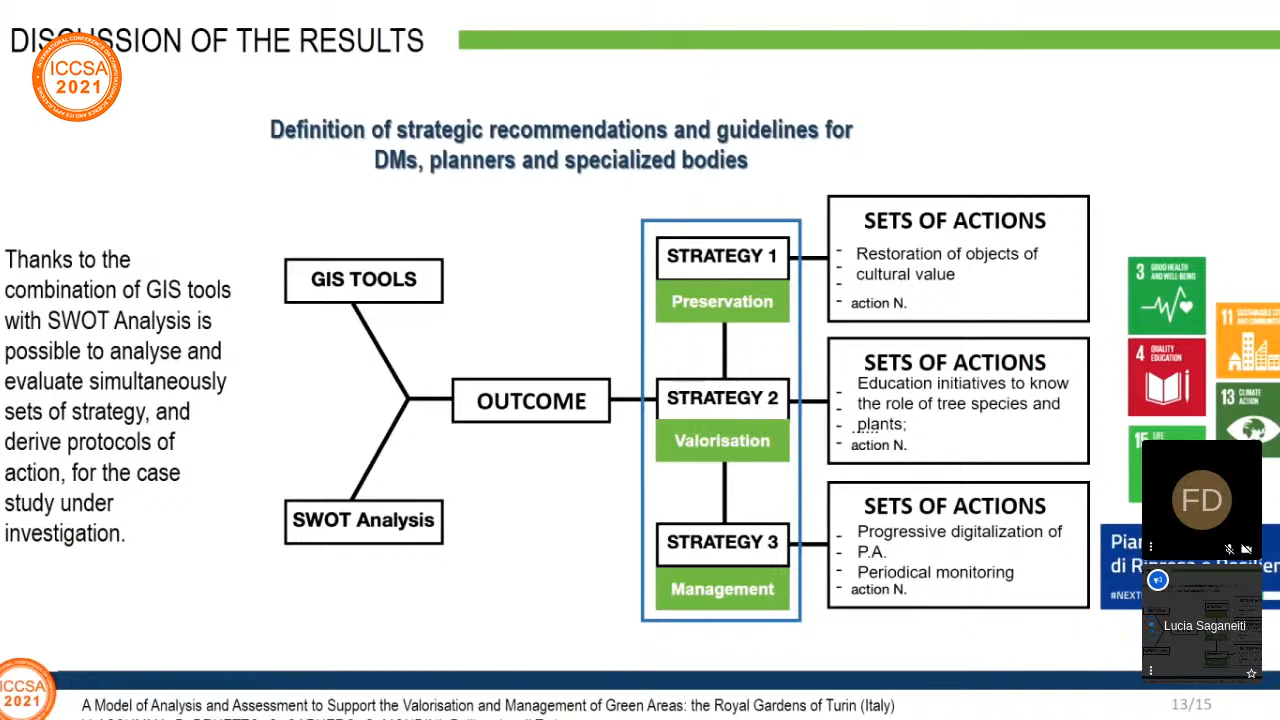 DISCUSSION OF THE RESULTS
ICCSA
2021
Definition of strategic recommendations and guidelines for
DMs, planners and specialized bodies
Thanks to the
combination of GIS tools
with SWOT Analysis is
possible to analyse and
evaluate simultaneously
sets of strategy, and
derive protocols of
action, for the case
study under
investigation.
GIS TOOLS
SWOT Analysis
OUTCOME
STRATEGY 1
Preservation
STRATEGY 2
Valorisation
STRATEGY 3
Management
SETS OF ACTIONS
- Restoration of objects of
- cultural value
-
- action N.
SETS OF ACTIONS
- Education initiatives to know
- the role of tree species and
- plants;
- action N.
SETS OF ACTIONS
- Progressive digitalization of
- P.A.
- Periodical monitoring
- action N.
3 GOOD HEALTH
AND WELL-BEING
4 QUALITY
EDUCATION
11
13 CLIMATE
ACTION
15 LIFE
di
#NEXT
FD
Lucia Saganeiti
ICCSA
2021
A Model of Analysis and Assessment to Support the Valorisation and Management of Green Areas: the Royal Gardens of Turin (Italy)
13/15